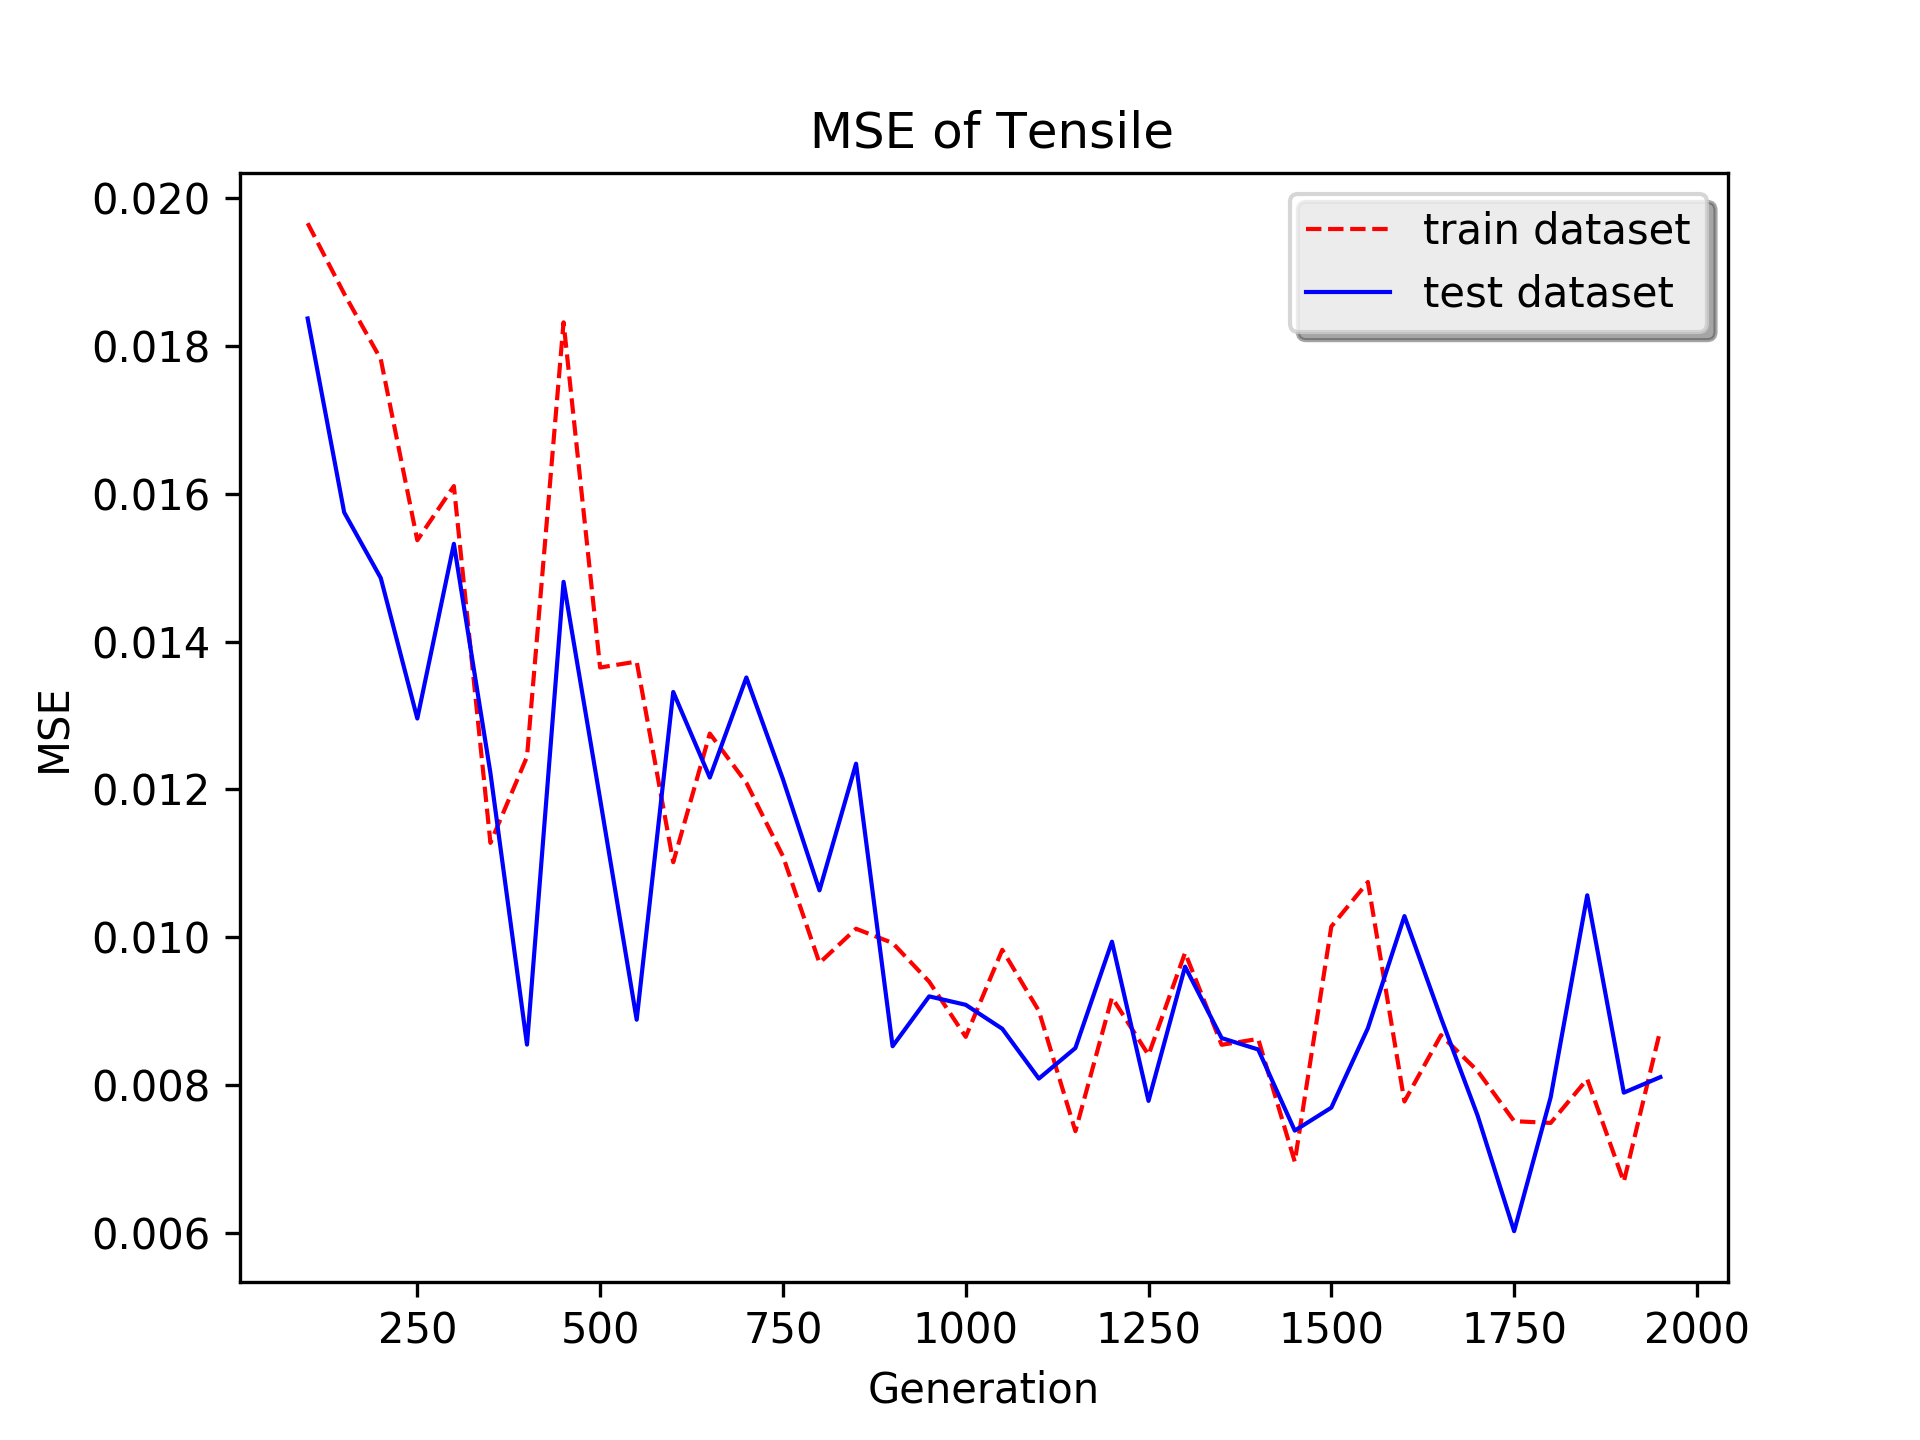 MSE of Tensile
train dataset
test dataset
0.020
0.018
0.016
0.014
0.012
0.010
0.008
0.006
MSE
250 500 750 1000 1250 1500 1750 2000
Generation